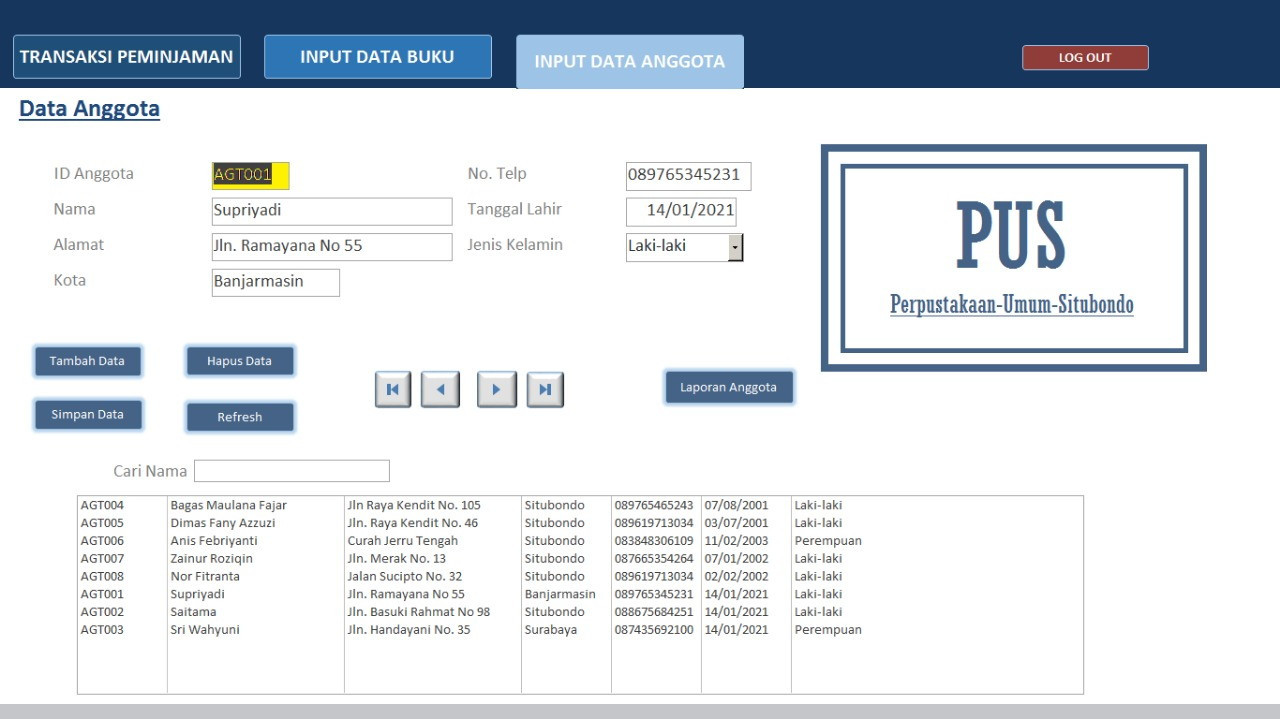 TRANSAKSI PEMINJAMAN
INPUT DATA BUKU
INPUT DATA ANGGOTA
LOG OUT
Data Anggota
ID Anggota AGT001 No. Telp 089765345231
Nama Supriyadi Tanggal Lahir 14/01/2021
Alamat Jln. Ramayana No 55 Jenis Kelamin Laki-laki
Kota Banjarmasin
PUS
Perpustakaan-Umum-Situbondo
Tambah Data
Hapus Data
Simpan Data
Refresh
Laporan Anggota
Cari Nama
AGT004 Bagas Maulana Fajar Jln Raya Kendit No. 105 Situbondo 089765465243 07/08/2001 Laki-laki
AGT005 Dimas Fany Azzuzi Jln. Raya Kendit No. 46 Situbondo 089619713034 03/07/2001 Laki-laki
AGT006 Anis Febriyanti Curah Jerru Tengah Situbondo 083848306109 11/02/2003 Perempuan
AGT007 Zainur Roziqin Jln. Merak No. 13 Situbondo 087665354264 07/01/2002 Laki-laki
AGT008 Nor Fitranta Jalan Sucipto No. 32 Situbondo 089619713034 02/02/2002 Laki-laki
AGT001 Supriyadi Jln. Ramayana No 55 Banjarmasin 089765345231 14/01/2021 Laki-laki
AGT002 Saitama Jln. Basuki Rahmat No 98 Situbondo 088675684251 14/01/2021 Laki-laki
AGT003 Sri Wahyuni Jln. Handayani No. 35 Surabaya 087435692100 14/01/2021 Perempuan